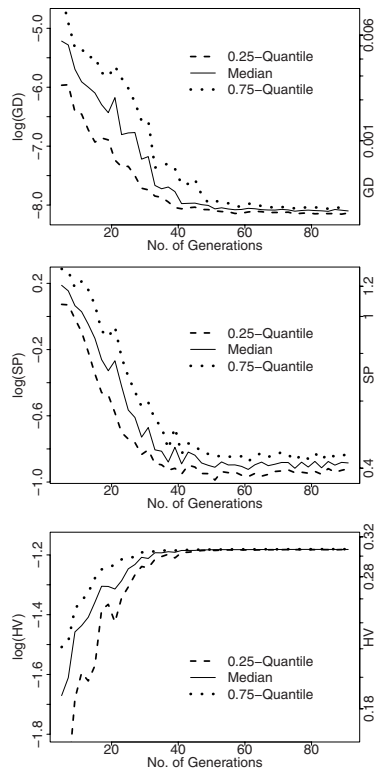 0.25−Quantile
Median
0.75−Quantile
log(GD)
−5.0
−6.0
−7.0
−8.0
GD
0.006
0.001
20
40
60
80
No. of Generations
0.25−Quantile
Median
0.75−Quantile
log(SP)
0.2
−0.2
−0.6
−1.0
SP
1.2
1
0.4
20
40
60
80
No. of Generations
0.25−Quantile
Median
0.75−Quantile
log(HV)
−1.2
−1.4
−1.6
−1.8
HV
0.32
0.28
0.18
20
40
60
80
No. of Generations